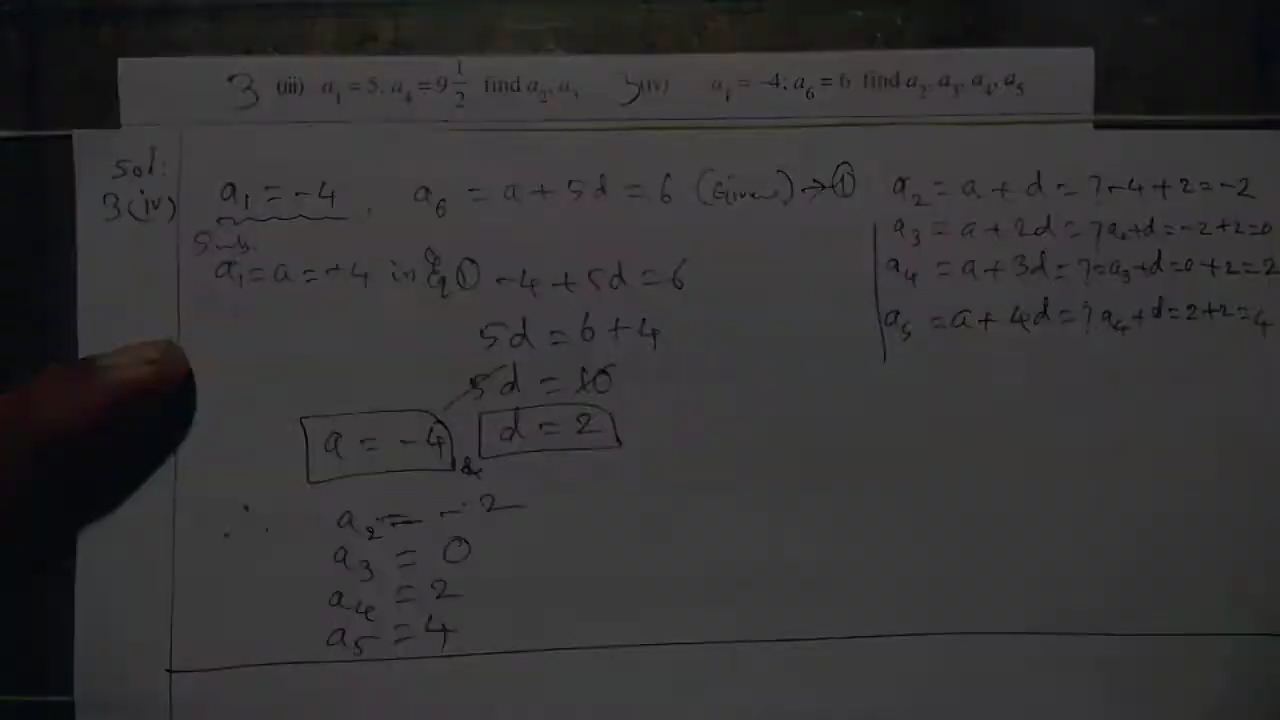 3 (iii) a₁ = 5; a₄ = 9 1/2 find a₂, a₃ 3(iv) a₁ = -4; a₆ = 6 find a₂, a₃, a₄, a₅
Sol:
3(iv) a₁ = -4, a₆ = a + 5d = 6 (Given) → ①
Sub.
a₁ = a = -4 in Eq ① -4 + 5d = 6
5d = 6 + 4
5d = 10
a = -4 & d = 2
∴ a₂ = -2
a₃ = 0
a₄ = 2
a₅ = 4
a₂ = a + d = ? -4 + 2 = -2
a₃ = a + 2d = ? a₂ + d = -2 + 2 = 0
a₄ = a + 3d = ? = a₃ + d = 0 + 2 = 2
a₅ = a + 4d = ? a₄ + d = 2 + 2 = 4